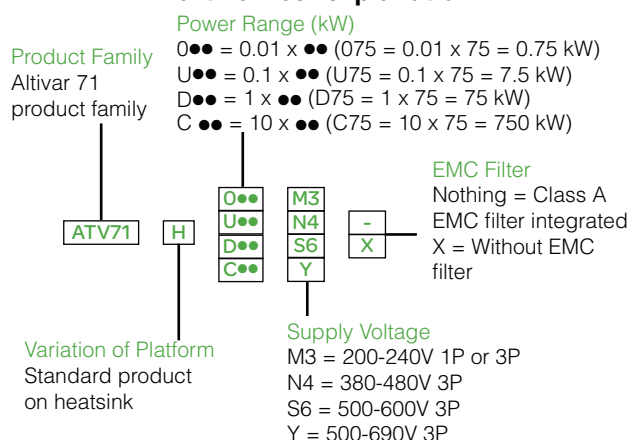 Power Range (kW)
0●● = 0.01 x ●● (075 = 0.01 x 75 = 0.75 kW)
U●● = 0.1 x ●● (U75 = 0.1 x 75 = 7.5 kW)
D●● = 1 x ●● (D75 = 1 x 75 = 75 kW)
C ●● = 10 x ●● (C75 = 10 x 75 = 750 kW)
Product Family
Altivar 71
product family
EMC Filter
Nothing = Class A
EMC filter integrated
X = Without EMC
filter
ATV71
H
0●●
U●●
D●●
C●●
M3
N4
S6
Y
-
X
Variation of Platform
Standard product
on heatsink
Supply Voltage
M3 = 200-240V 1P or 3P
N4 = 380-480V 3P
S6 = 500-600V 3P
Y = 500-690V 3P